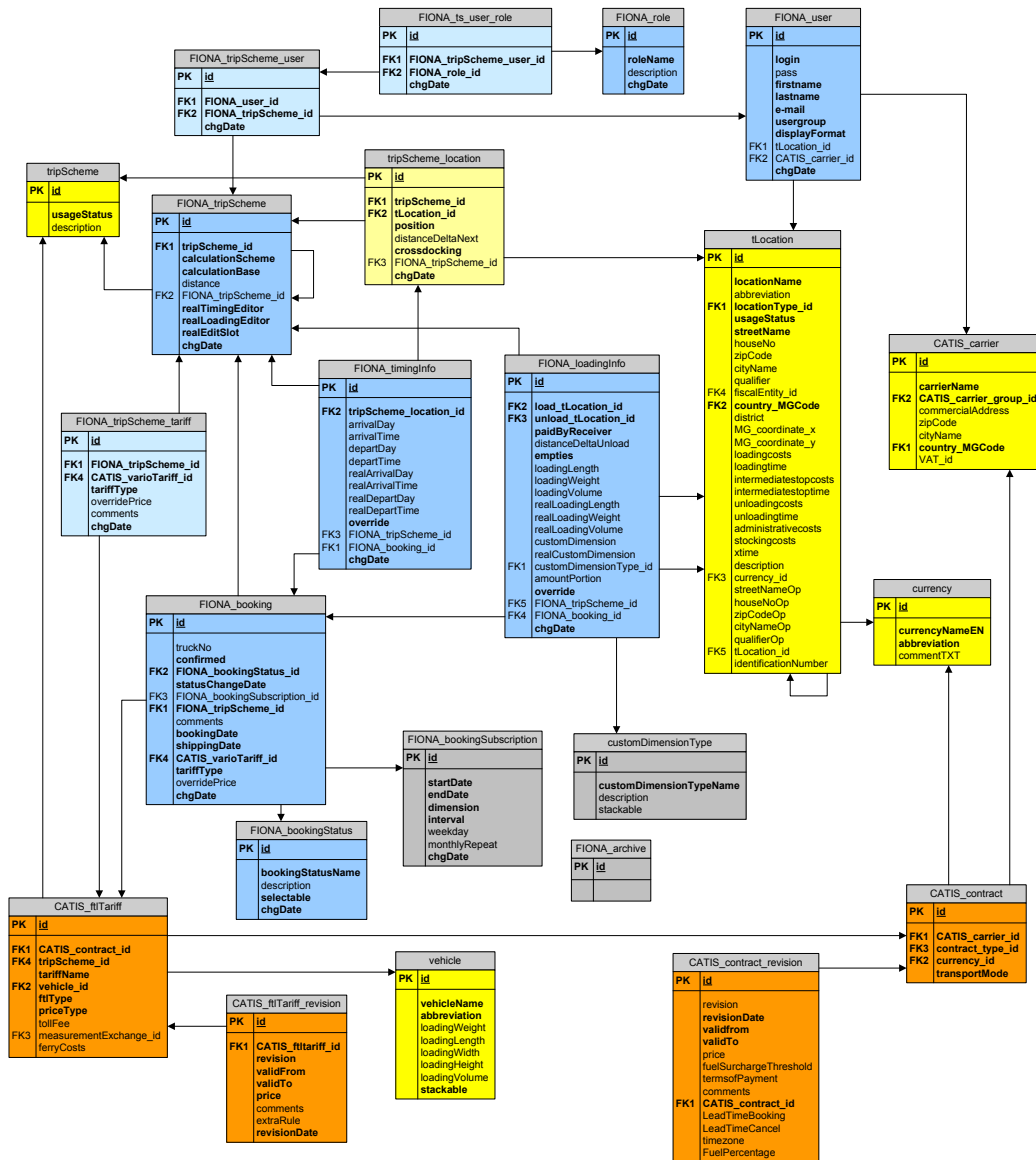 FIONA_ts_user_role
PK id
FK1 FIONA_tripScheme_user_id
FK2 FIONA_role_id
chgDate
FIONA_role
PK id
roleName
description
chgDate
FIONA_user
PK id
login
pass
firstname
lastname
e-mail
usergroup
displayFormat
FK1 tLocation_id
FK2 CATIS_carrier_id
chgDate
FIONA_tripScheme_user
PK id
FK1 FIONA_user_id
FK2 FIONA_tripScheme_id
chgDate
tripScheme
PK id
usageStatus
description
tripScheme_location
PK id
FK1 tripScheme_id
FK2 tLocation_id
position
distanceDeltaNext
crossdocking
FK3 FIONA_tripScheme_id
chgDate
FIONA_tripScheme
PK id
FK1 tripScheme_id
calculationScheme
calculationBase
distance
FK2 FIONA_tripScheme_id
realTimingEditor
realLoadingEditor
realEditSlot
chgDate
tLocation
PK id
locationName
abbreviation
FK1 locationType_id
usageStatus
streetName
houseNo
zipCode
cityName
qualifier
FK4 fiscalEntity_id
FK2 country_MGCode
district
MG_coordinate_x
MG_coordinate_y
loadingcosts
loadingtime
intermediatestopcosts
intermediatestoptime
unloadingcosts
unloadingtime
administrativecosts
stockingcosts
xtime
description
FK3 currency_id
streetNameOp
houseNoOp
zipCodeOp
cityNameOp
qualifierOp
FK5 tLocation_id
identificationNumber
CATIS_carrier
PK id
carrierName
FK2 CATIS_carrier_group_id
commercialAddress
zipCode
cityName
FK1 country_MGCode
VAT_id
FIONA_timingInfo
PK id
FK2 tripScheme_location_id
arrivalDay
arrivalTime
departDay
departTime
realArrivalDay
realArrivalTime
realDepartDay
realDepartTime
override
FK3 FIONA_tripScheme_id
FK1 FIONA_booking_id
chgDate
FIONA_loadingInfo
PK id
FK2 load_tLocation_id
FK3 unload_tLocation_id
paidByReceiver
distanceDeltaUnload
empties
loadingLength
loadingWeight
loadingVolume
realLoadingLength
realLoadingWeight
realLoadingVolume
customDimension
realCustomDimension
FK1 customDimensionType_id
amountPortion
override
FK5 FIONA_tripScheme_id
FK4 FIONA_booking_id
chgDate
FIONA_tripScheme_tariff
PK id
FK1 FIONA_tripScheme_id
FK4 CATIS_varioTariff_id
tariffType
overridePrice
comments
chgDate
currency
PK id
currencyNameEN
abbreviation
commentTXT
FIONA_booking
PK id
truckNo
confirmed
FK2 FIONA_bookingStatus_id
statusChangeDate
FK3 FIONA_bookingSubscription_id
FK1 FIONA_tripScheme_id
comments
bookingDate
shippingDate
FK4 CATIS_varioTariff_id
tariffType
overridePrice
chgDate
FIONA_bookingSubscription
PK id
startDate
endDate
dimension
interval
weekday
monthlyRepeat
chgDate
customDimensionType
PK id
customDimensionTypeName
description
stackable
FIONA_bookingStatus
PK id
bookingStatusName
description
selectable
chgDate
FIONA_archive
PK id
CATIS_ftlTariff
PK id
FK1 CATIS_contract_id
FK4 tripScheme_id
tariffName
FK2 vehicle_id
ftlType
priceType
tollFee
FK3 measurementExchange_id
ferryCosts
CATIS_contract
PK id
FK1 CATIS_carrier_id
FK3 contract_type_id
FK2 currency_id
transportMode
vehicle
PK id
vehicleName
abbreviation
loadingWeight
loadingLength
loadingWidth
loadingHeight
loadingVolume
stackable
CATIS_contract_revision
PK id
revision
revisionDate
validfrom
validTo
price
fuelSurchargeThreshold
termsofPayment
comments
FK1 CATIS_contract_id
LeadTimeBooking
LeadTimeCancel
timezone
FuelPercentage
CATIS_ftlTariff_revision
PK id
FK1 CATIS_ftltariff_id
revision
validFrom
validTo
price
comments
extraRule
revisionDate